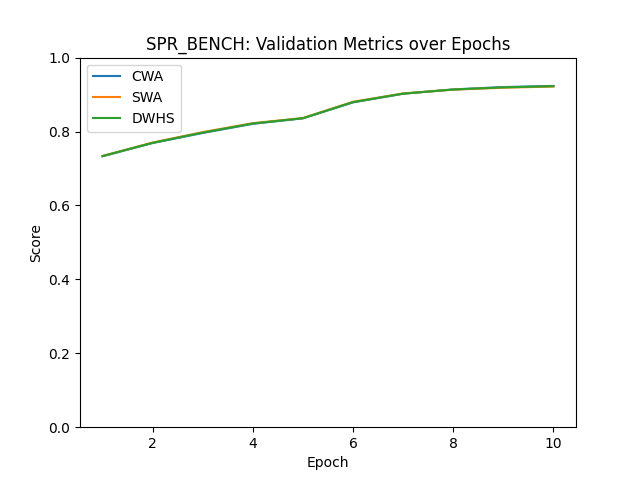 SPR_BENCH: Validation Metrics over Epochs
CWA
SWA
DWHS
Score
1.0
0.8
0.6
0.4
0.2
0.0
2 4 6 8 10
Epoch